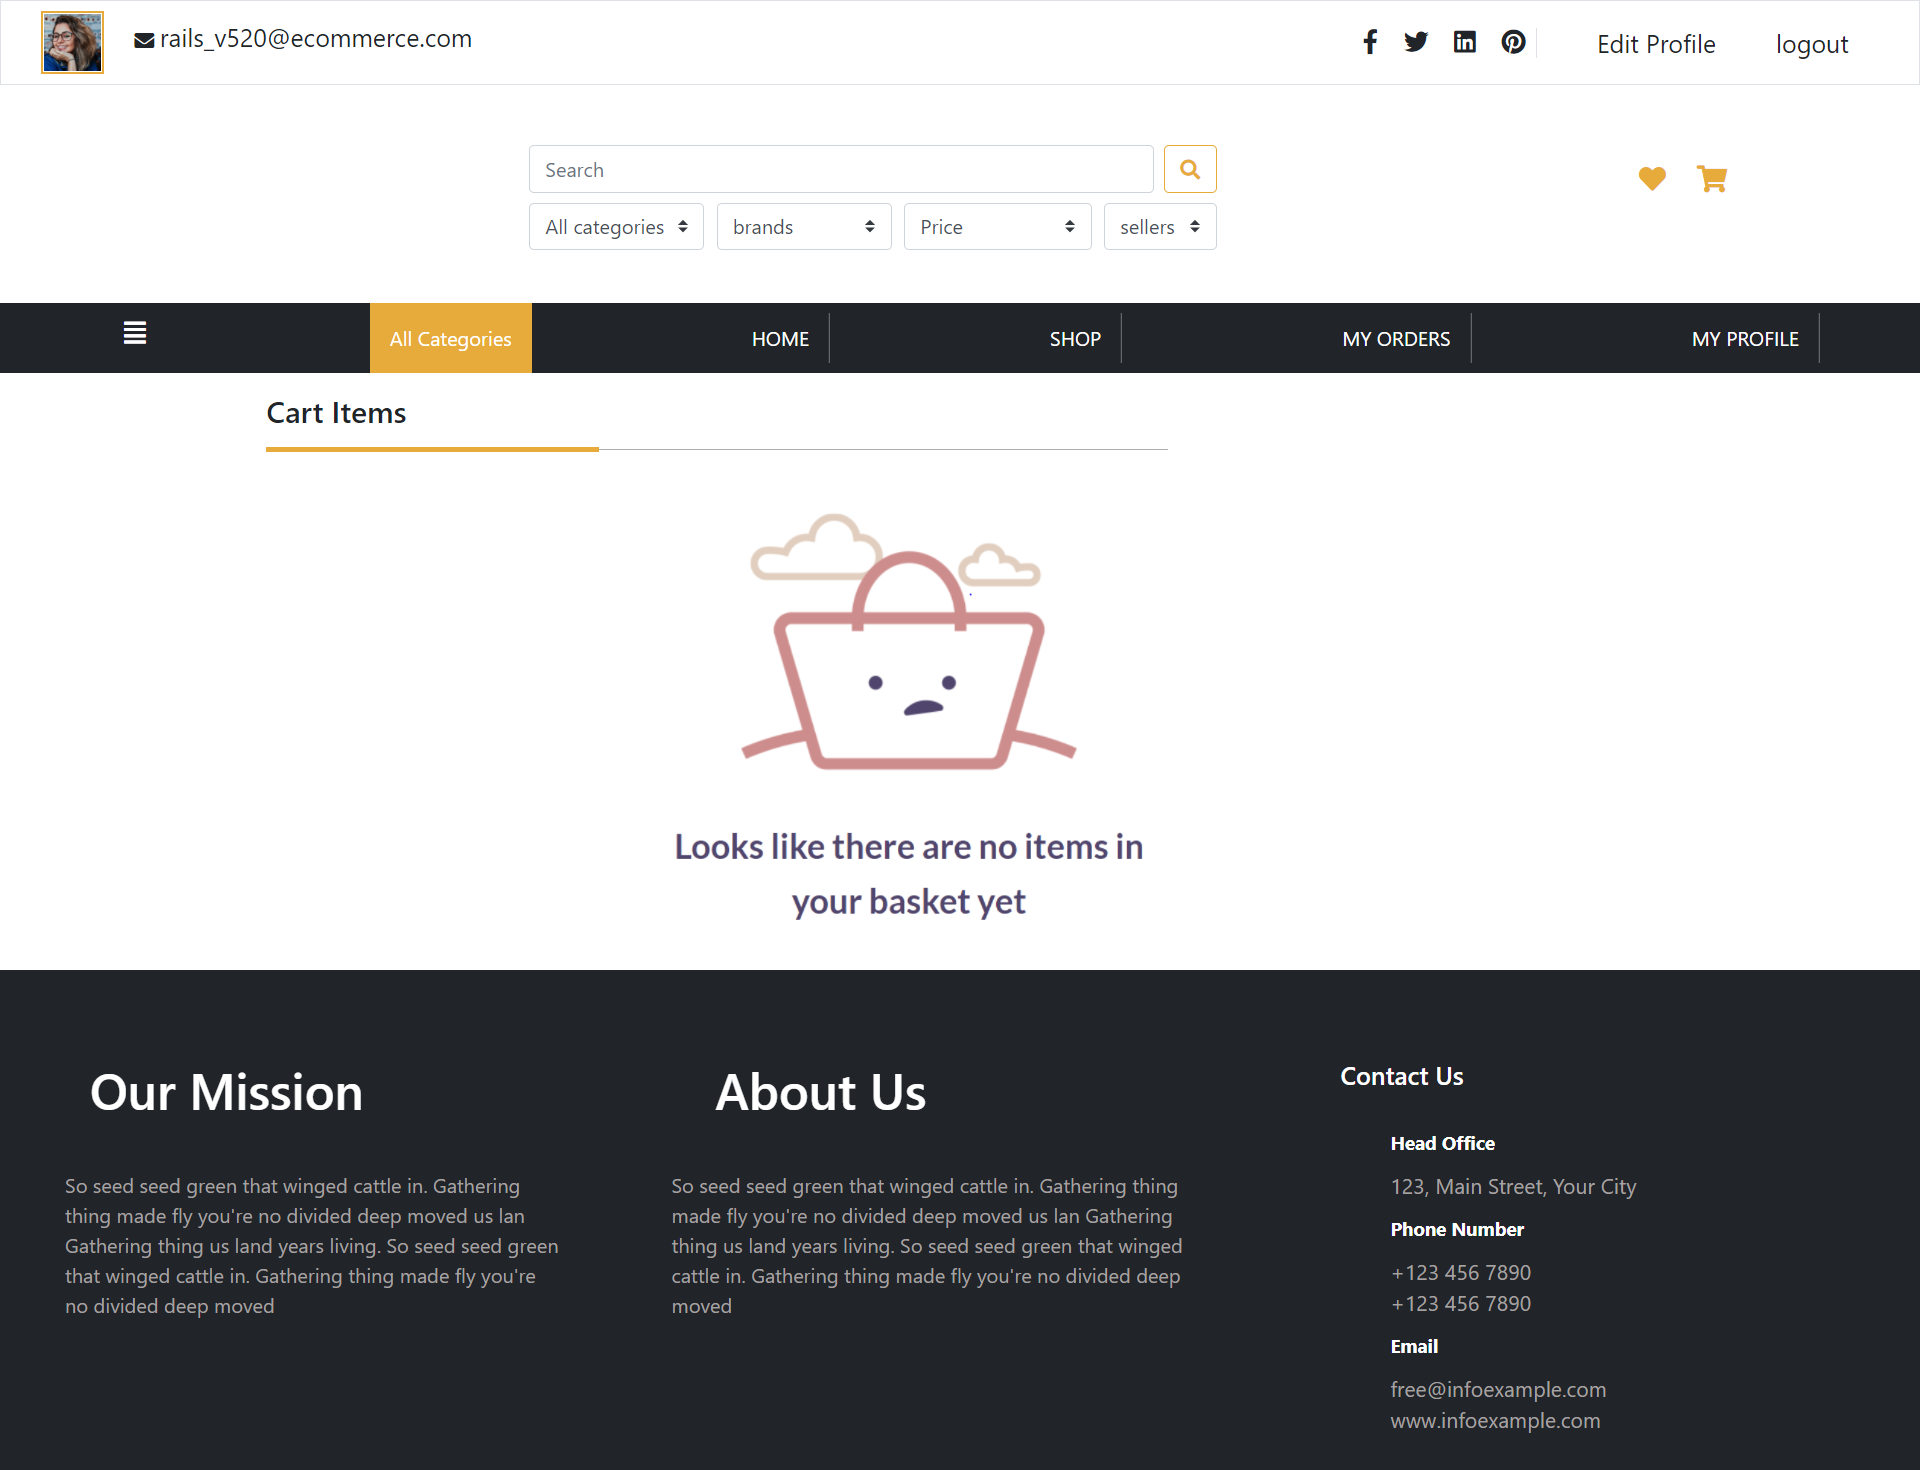 rails_v520@ecommerce.com
Edit Profile
logout
Search
All categories
brands
Price
sellers
All Categories
HOME
SHOP
MY ORDERS
MY PROFILE
Cart Items
Looks like there are no items in
your basket yet
Our Mission
So seed seed green that winged cattle in. Gathering
thing made fly you're no divided deep moved us lan
Gathering thing us land years living. So seed seed green
that winged cattle in. Gathering thing made fly you're
no divided deep moved
About Us
So seed seed green that winged cattle in. Gathering thing
made fly you're no divided deep moved us lan Gathering
thing us land years living. So seed seed green that winged
cattle in. Gathering thing made fly you're no divided deep
moved
Contact Us
Head Office
123, Main Street, Your City
Phone Number
+123 456 7890
+123 456 7890
Email
free@infoexample.com
www.infoexample.com